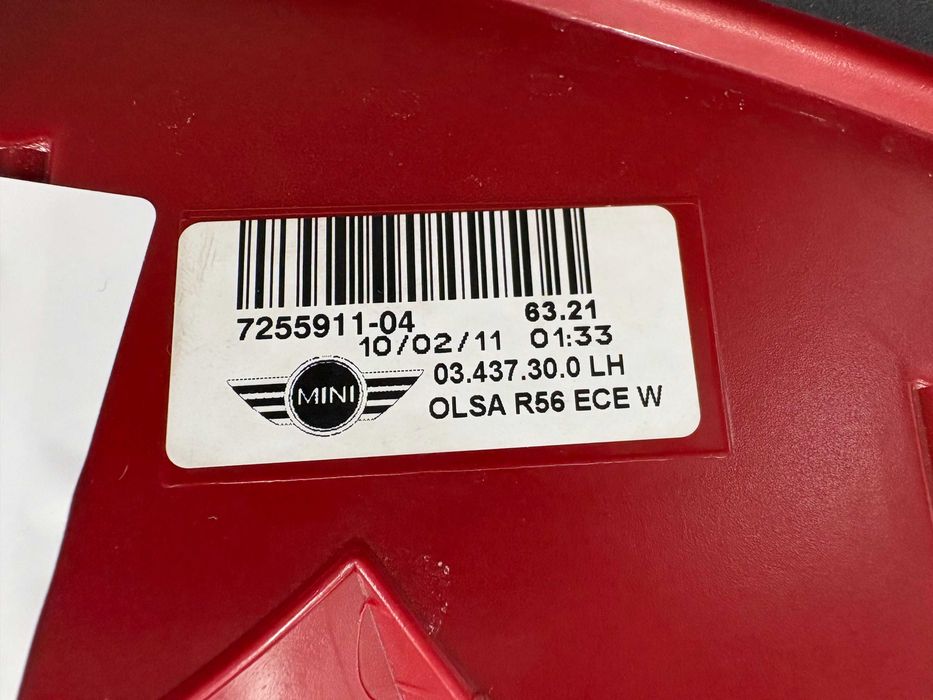 7255911-04 63.21
10/02/11 01:33
MINI
03.437.30.0 LH
OLSA R56 ECE W